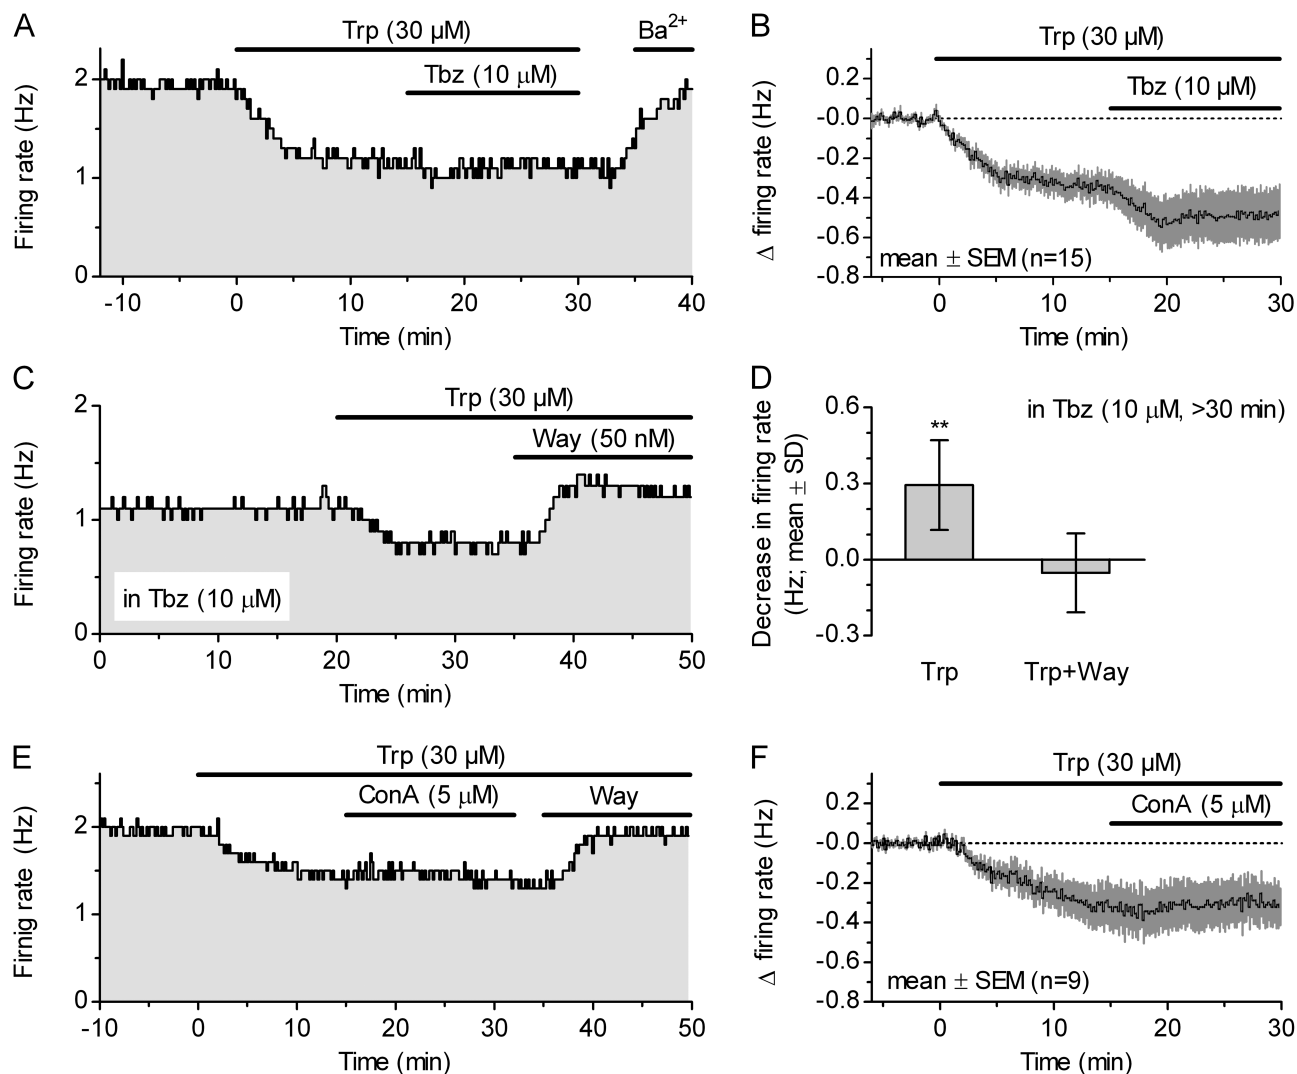 A
Trp (30 µM)
Ba2+
Tbz (10 µM)
Firing rate (Hz)
2
1
0
-10
0
10
20
30
40
Time (min)
B
Trp (30 µM)
Tbz (10 µM)
Δ firing rate (Hz)
0.2
-0.0
-0.2
-0.4
-0.6
-0.8
mean ± SEM (n=15)
0
10
20
30
Time (min)
C
Trp (30 µM)
Way (50 nM)
Firing rate (Hz)
2
1
0
in Tbz (10 µM)
0
10
20
30
40
50
Time (min)
D
in Tbz (10 µM, >30 min)
Decrease in firing rate
(Hz; mean ± SD)
0.6
0.3
0.0
-0.3
**
Trp
Trp+Way
E
Trp (30 µM)
ConA (5 µM)
Way
Firnig rate (Hz)
2
1
0
-10
0
10
20
30
40
50
Time (min)
F
Trp (30 µM)
ConA (5 µM)
Δ firing rate (Hz)
0.2
-0.0
-0.2
-0.4
-0.6
-0.8
mean ± SEM (n=9)
0
10
20
30
Time (min)